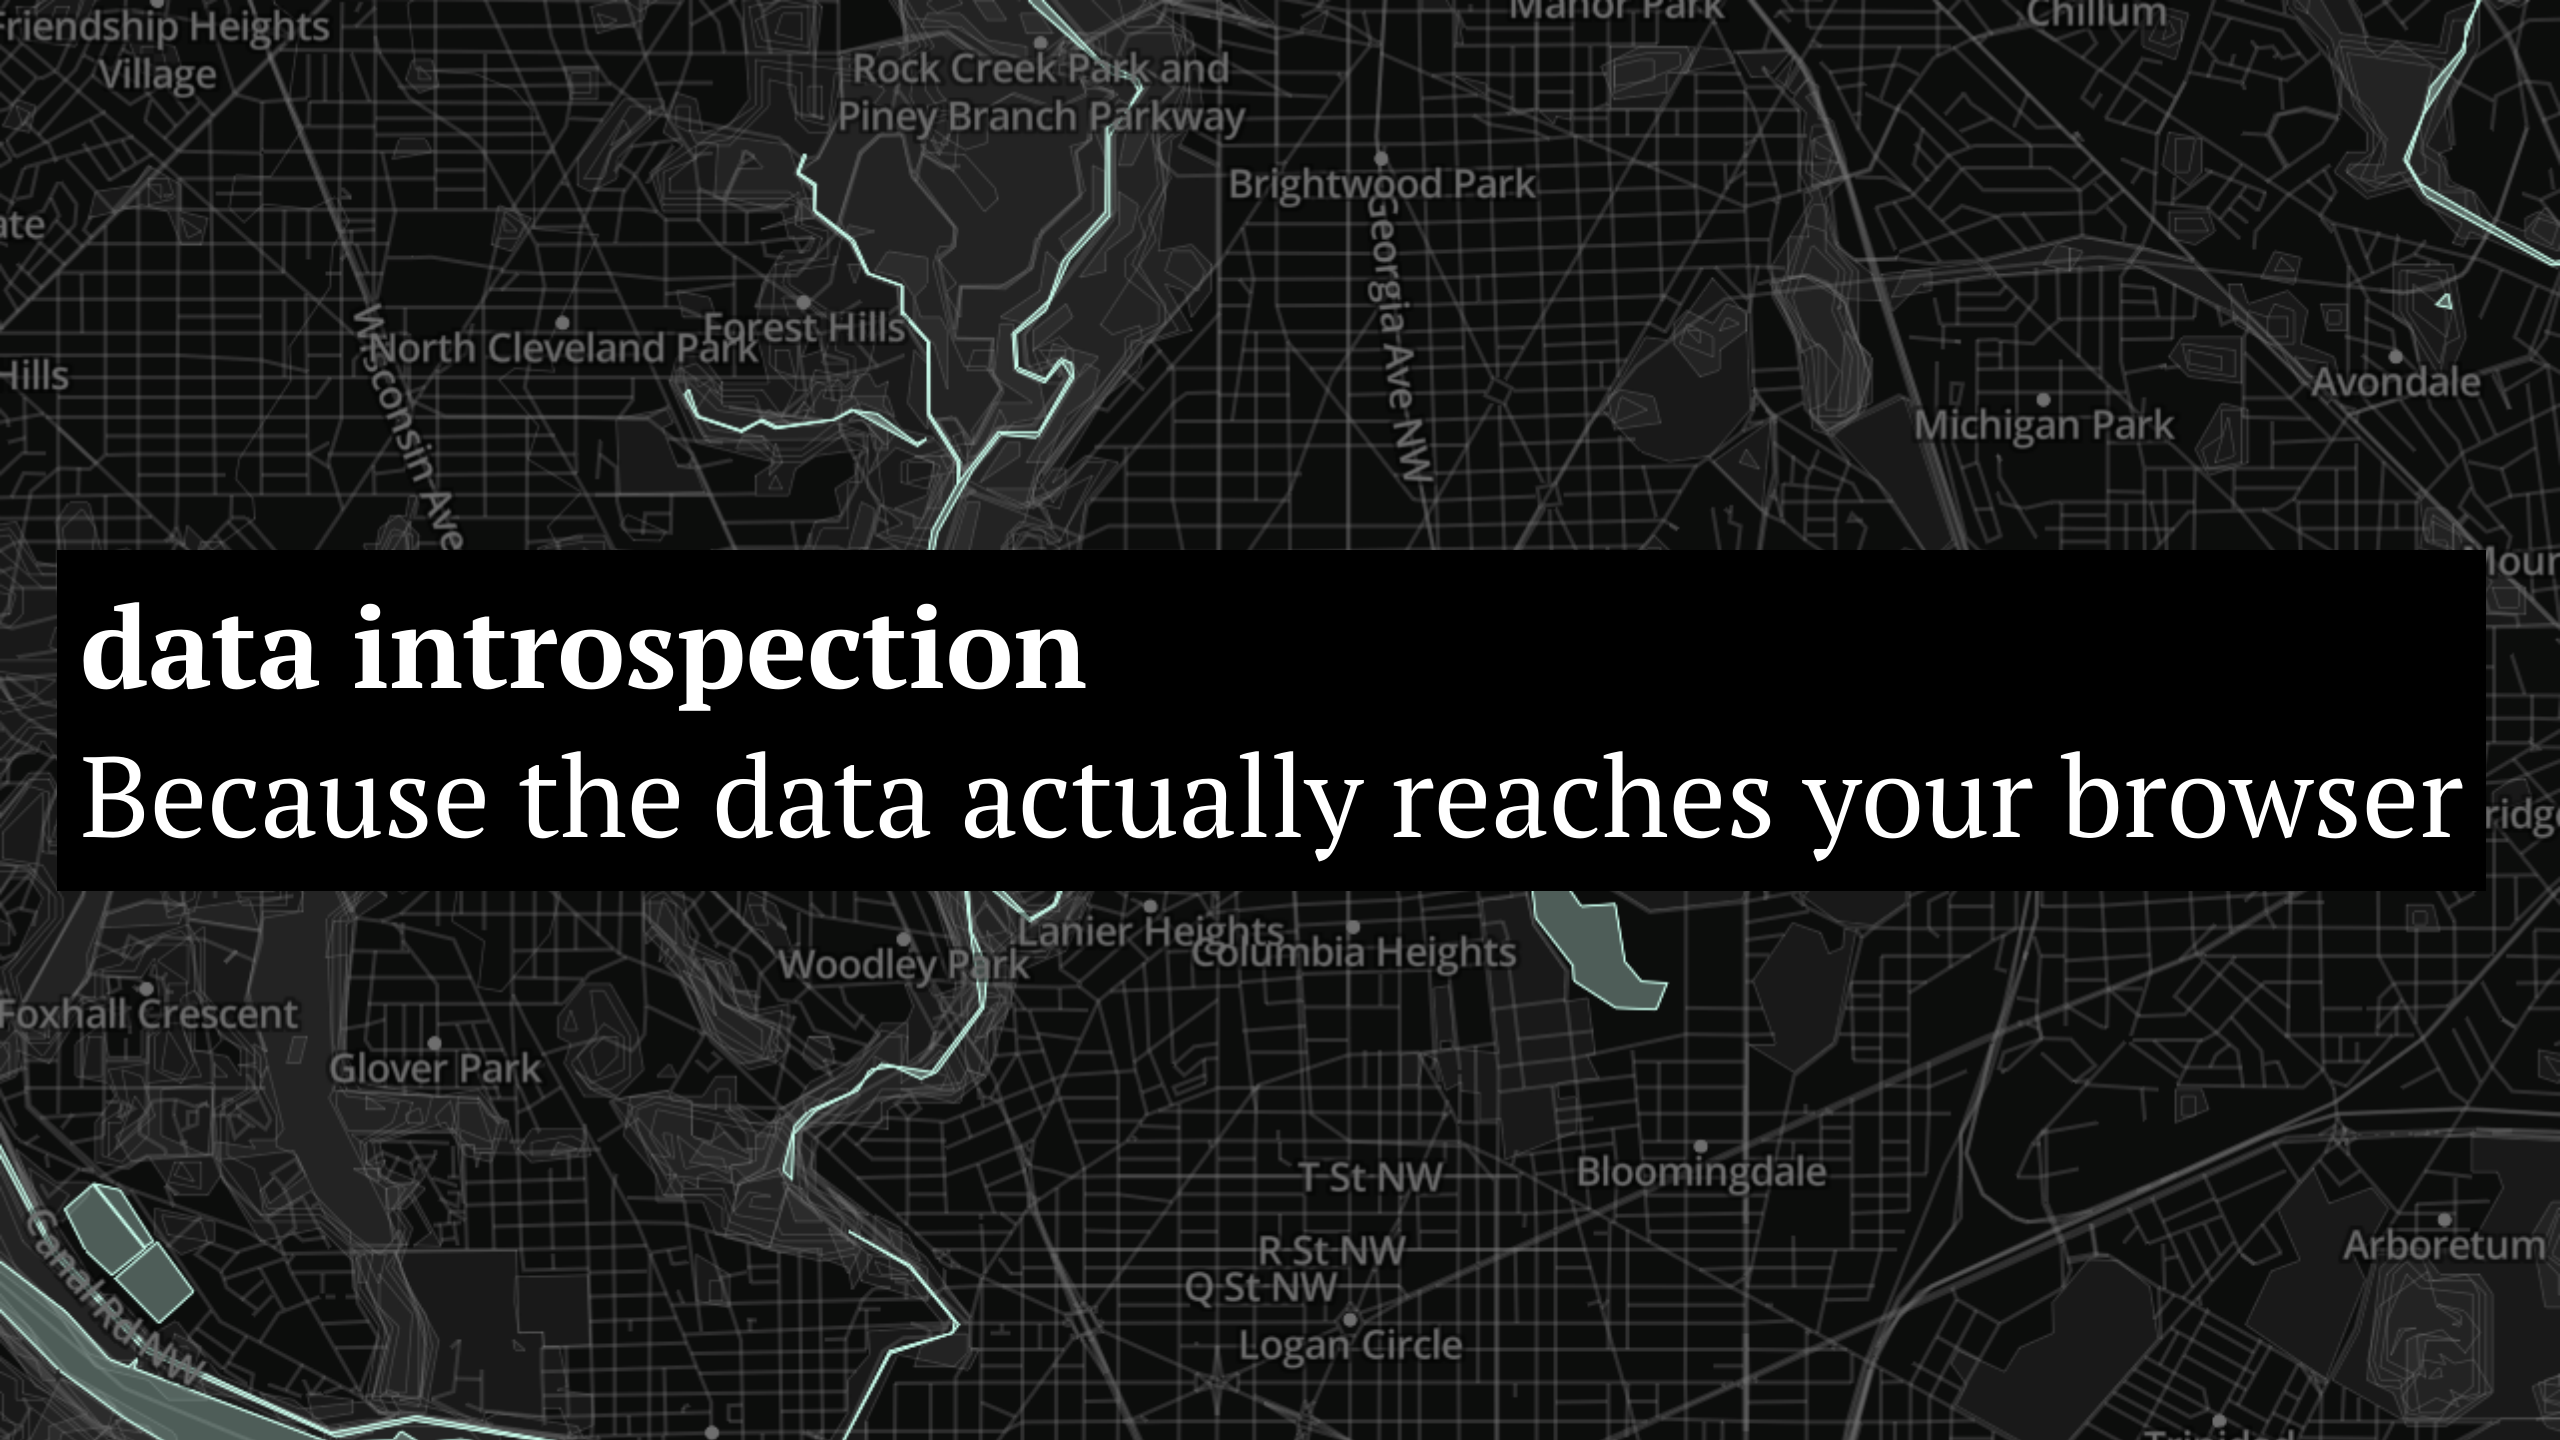 Friendship Heights
Village
Rock Creek Park and
Piney Branch Parkway
Manor Park
Chillum
Brightwood Park
Georgia Ave NW
Wisconsin Ave
North Cleveland Park
Forest Hills
Hills
Avondale
Michigan Park
data introspection
Because the data actually reaches your browser
Lanier Heights
Columbia Heights
Woodley Park
Foxhall Crescent
Glover Park
T St NW
Bloomingdale
R St NW
Q St NW
Logan Circle
Arboretum
Canal Rd NW